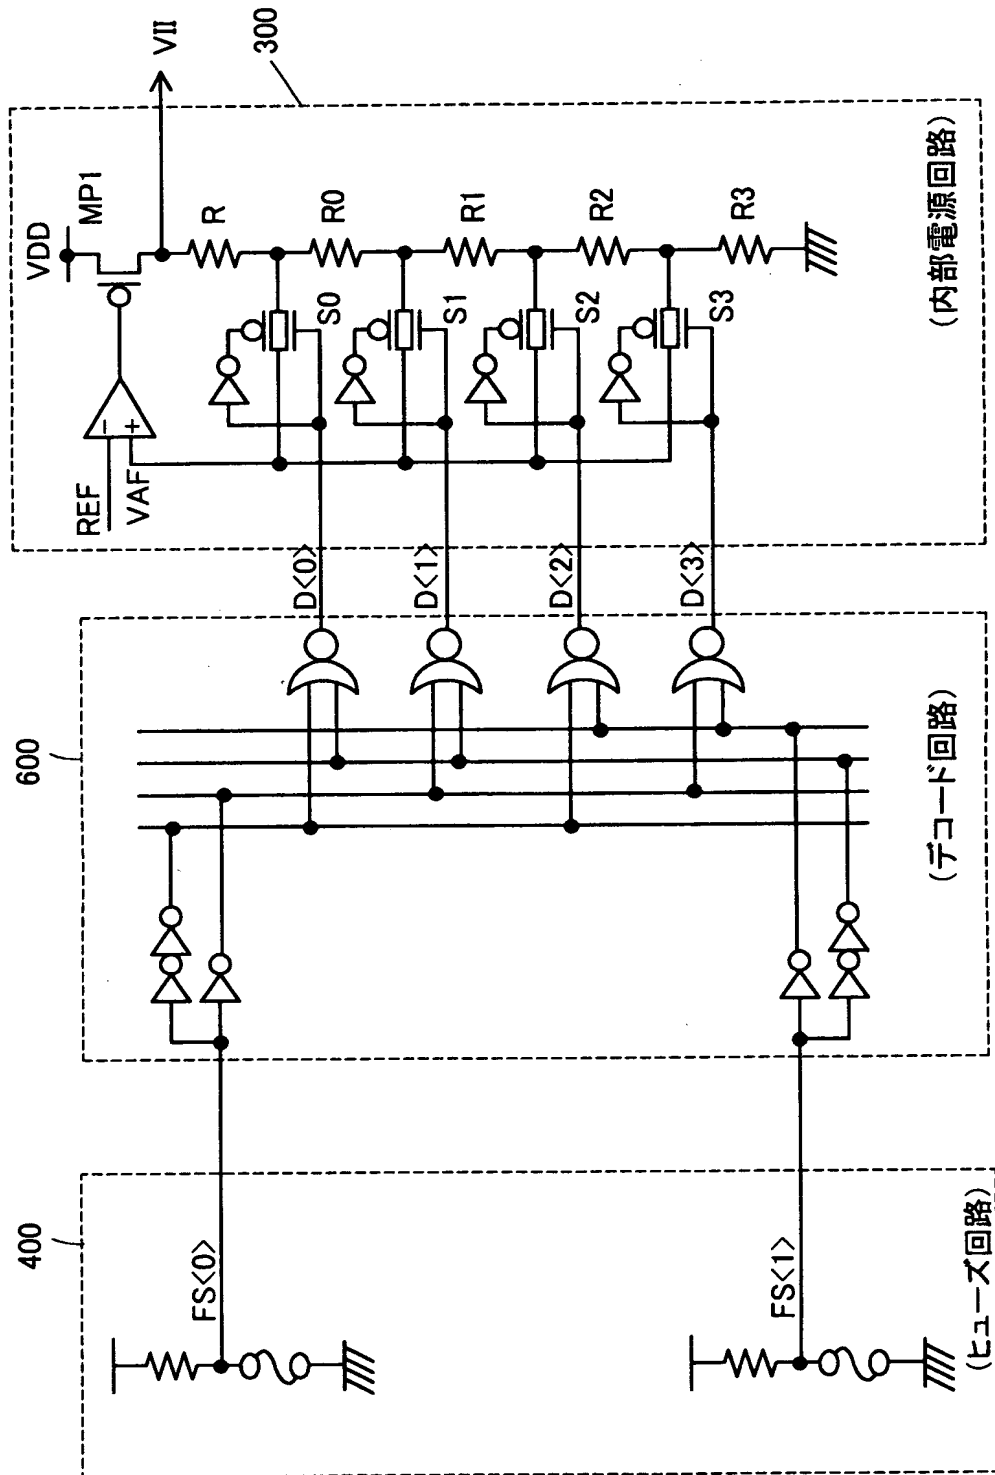 300
VII
VDD
MP1
R
R0
R1
R2
R3
S0
S1
S2
S3
−
+
REF
VAF
(内部電源回路)
D<0>
D<1>
D<2>
D<3>
600
(デコード回路)
400
FS<0>
FS<1>
(ヒューズ回路)